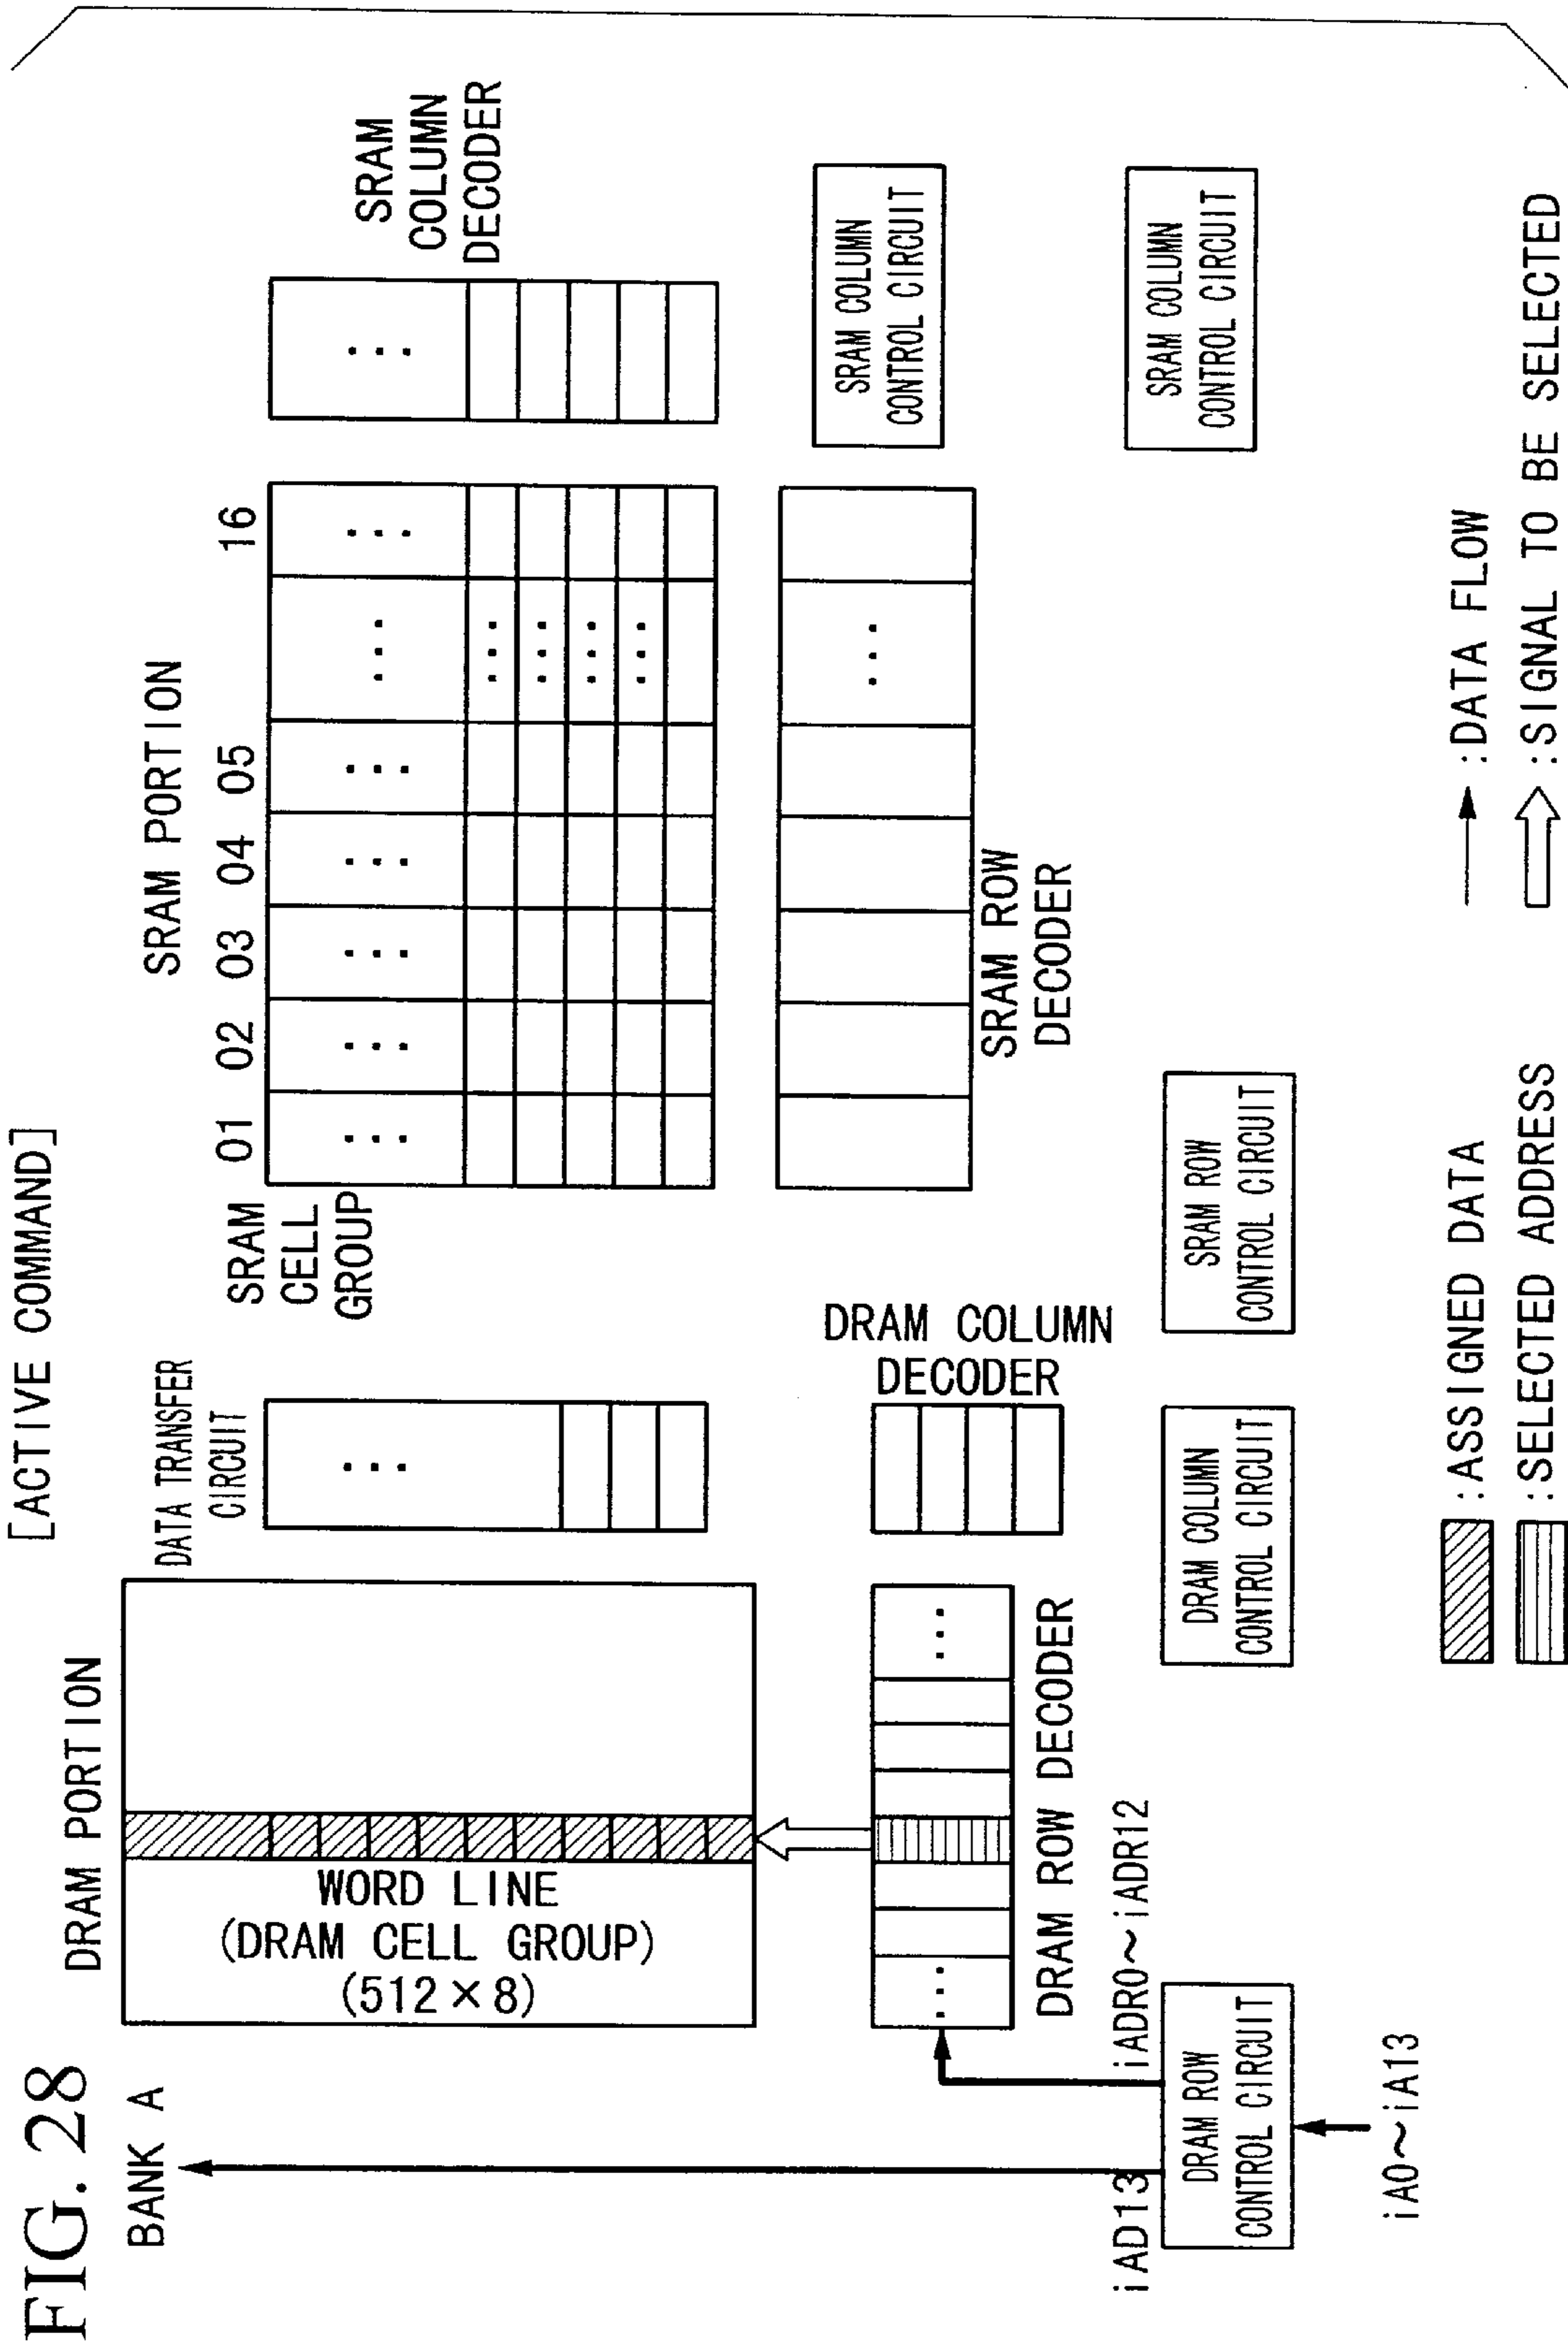 FIG. 28
[ACTIVE COMMAND]
BANK A
DRAM PORTION
WORD LINE
(DRAM CELL GROUP)
(512×8)
DATA TRANSFER
CIRCUIT
SRAM PORTION
SRAM
CELL
GROUP
01 02 03 04 05 ... 16
SRAM
COLUMN
DECODER
DRAM ROW DECODER
DRAM COLUMN
DECODER
SRAM ROW
DECODER
SRAM COLUMN
CONTROL CIRCUIT
iAD13
iADR0~iADR12
DRAM ROW
CONTROL CIRCUIT
DRAM COLUMN
CONTROL CIRCUIT
SRAM ROW
CONTROL CIRCUIT
SRAM COLUMN
CONTROL CIRCUIT
iA0~iA13
:ASSIGNED DATA
:DATA FLOW
:SELECTED ADDRESS
:SIGNAL TO BE SELECTED